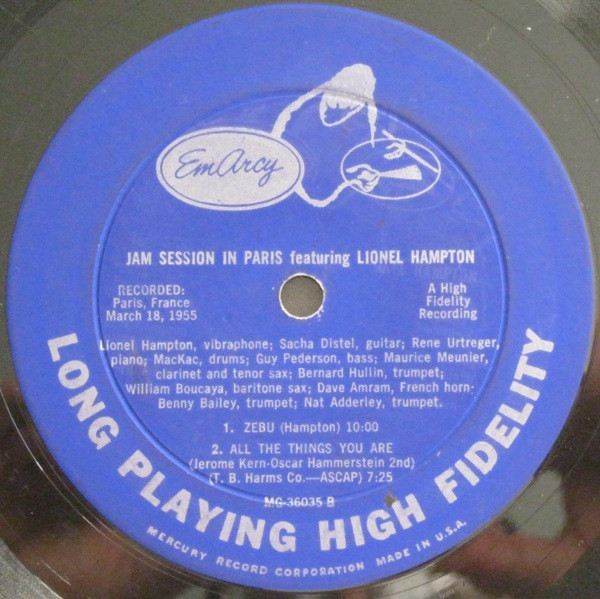 EmArcy
JAM SESSION IN PARIS featuring LIONEL HAMPTON
RECORDED:
Paris, France
March 18, 1955
A High
Fidelity
Recording
Lionel Hampton, vibraphone; Sacha Distel, guitar; Rene Urtreger,
piano; MacKac, drums; Guy Pederson, bass; Maurice Meunier,
clarinet and tenor sax; Bernard Hullin, trumpet;
William Boucaya, baritone sax; Dave Amram, French horn;
Benny Bailey, trumpet; Nat Adderley, trumpet.
1. ZEBU (Hampton) 10:00
2. ALL THE THINGS YOU ARE
(Jerome Kern-Oscar Hammerstein 2nd)
(T. B. Harms Co.—ASCAP) 7:25
MG-36035 B
LONG PLAYING HIGH FIDELITY
MERCURY RECORD CORPORATION MADE IN U.S.A.